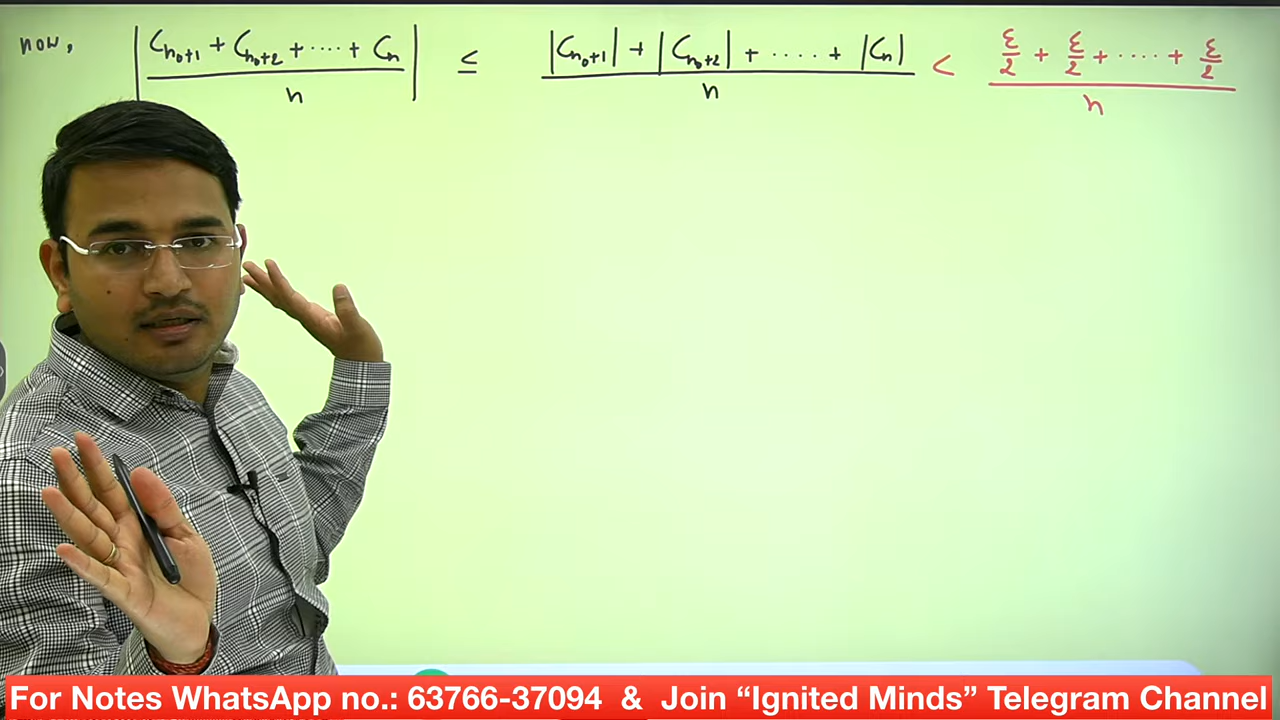 now, |C_{n₀+1} + C_{n₀+2} + ···· + C_n / n| ≤ |C_{n₀+1}| + |C_{n₀+2}| + ····· + |C_n| / n < ε/2 + ε/2 + ····· + ε/2 / n
For Notes WhatsApp no.: 63766-37094 & Join “Ignited Minds” Telegram Channel